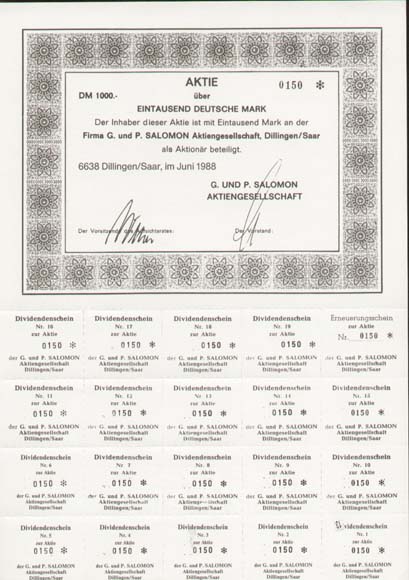 AKTIE
0150 *
DM 1000.-
über
EINTAUSEND DEUTSCHE MARK
Der Inhaber dieser Aktie ist mit Eintausend Mark an der
Firma G. und P. SALOMON Aktiengesellschaft, Dillingen/Saar
als Aktionär beteiligt.
6638 Dillingen/Saar, im Juni 1988
G. UND P. SALOMON
AKTIENGESELLSCHAFT
Der Vorsitzende des Aufsichtsrates: Der Vorstand:
Dividendenschein Dividendenschein Dividendenschein Dividendenschein Erneuerungsschein
Nr. 16 Nr. 17 Nr. 18 Nr. 19 zur Aktie
zur Aktie zur Aktie zur Aktie zur Aktie Nr. 0150 *
0150 * 0150 * 0150 * 0150 *
der G. und P. SALOMON der G. und P. SALOMON der G. und P. SALOMON der G. und P. SALOMON der G. und P. SALOMON
Aktiengesellschaft Aktiengesellschaft Aktiengesellschaft Aktiengesellschaft Aktiengesellschaft
Dillingen/Saar Dillingen/Saar Dillingen/Saar Dillingen/Saar Dillingen/Saar
Dividendenschein Dividendenschein Dividendenschein Dividendenschein Dividendenschein
Nr. 11 Nr. 12 Nr. 13 Nr. 14 Nr. 15
zur Aktie zur Aktie zur Aktie zur Aktie zur Aktie
0150 * 0150 * 0150 * 0150 * 0150 *
der G. und P. SALOMON der G. und P. SALOMON der G. und P. SALOMON der G. und P. SALOMON der G. und P. SALOMON
Aktiengesellschaft Aktiengesellschaft Aktiengesellschaft Aktiengesellschaft Aktiengesellschaft
Dillingen/Saar Dillingen/Saar Dillingen/Saar Dillingen/Saar Dillingen/Saar
Dividendenschein Dividendenschein Dividendenschein Dividendenschein Dividendenschein
Nr. 6 Nr. 7 Nr. 8 Nr. 9 Nr. 10
zur Aktie zur Aktie zur Aktie zur Aktie zur Aktie
0150 * 0150 * 0150 * 0150 * 0150 *
der G. und P. SALOMON der G. und P. SALOMON der G. und P. SALOMON der G. und P. SALOMON der G. und P. SALOMON
Aktiengesellschaft Aktiengesellschaft Aktiengesellschaft Aktiengesellschaft Aktiengesellschaft
Dillingen/Saar Dillingen/Saar Dillingen/Saar Dillingen/Saar Dillingen/Saar
Dividendenschein Dividendenschein Dividendenschein Dividendenschein Dividendenschein
Nr. 5 Nr. 4 Nr. 3 Nr. 2 Nr. 1
zur Aktie zur Aktie zur Aktie zur Aktie zur Aktie
0150 * 0150 * 0150 * 0150 * 0150 *
der G. und P. SALOMON der G. und P. SALOMON der G. und P. SALOMON der G. und P. SALOMON der G. und P. SALOMON
Aktiengesellschaft Aktiengesellschaft Aktiengesellschaft Aktiengesellschaft Aktiengesellschaft